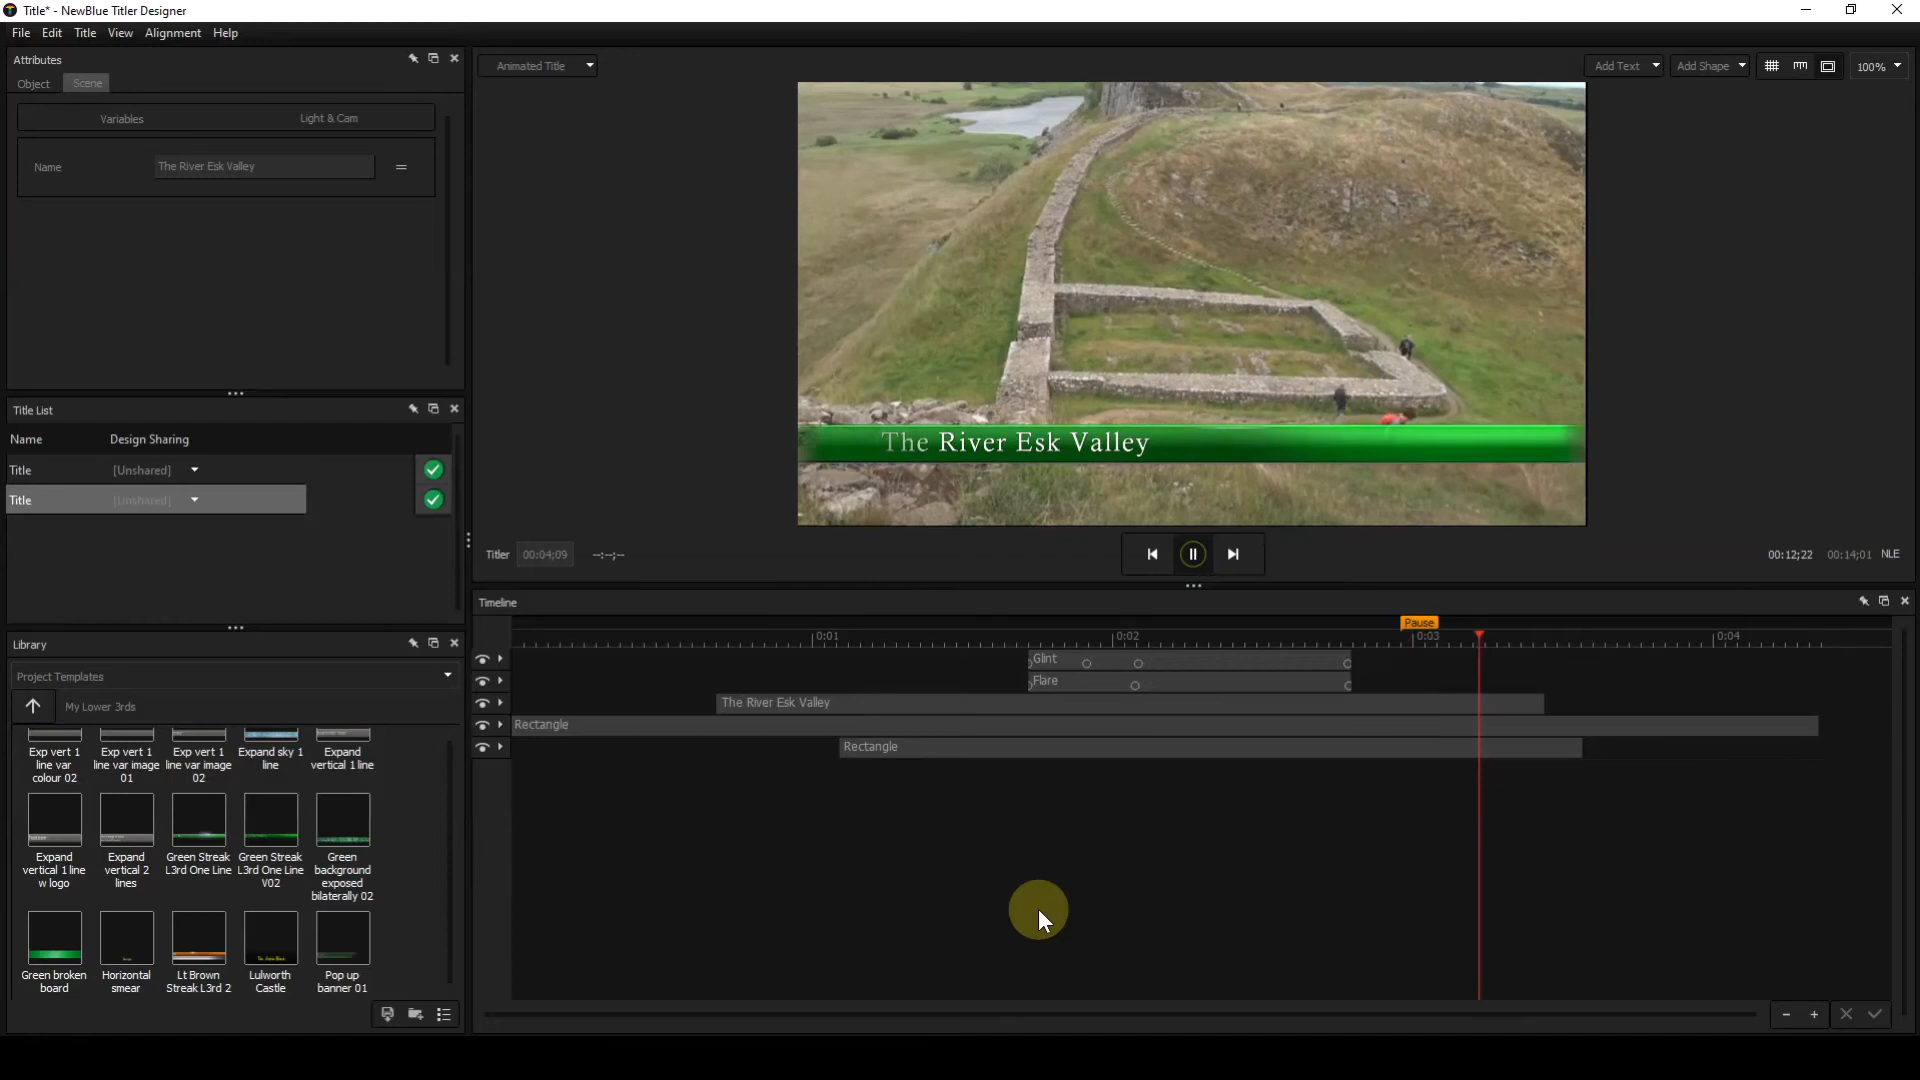 Title* - NewBlue Titler Designer
File Edit Title View Alignment Help
Attributes
Object Scene
Variables Light & Cam
Name The River Esk Valley
Title List
Name Design Sharing
Title [Unshared]
Title [Unshared]
Library
Project Templates
My Lower 3rds
Exp vert 1 line var colour 02
Exp vert 1 line var image 01
Exp vert 1 line var image 02
Expand sky 1 line
Expand vertical 1 line
Expand vertical 1 line w logo
Expand vertical 2 lines
Green Streak L3rd One Line
Green Streak L3rd One Line V02
Green background exposed bilaterally 02
Green broken board
Horizontal smear
Lt Brown Streak L3rd 2
Lulworth Castle
Pop up banner 01
Animated Title Add Text Add Shape 100%
The River Esk Valley
Titler 00:04;09 --:--;-- 00:12;22 00:14;01 NLE
Timeline
Pause
0:01 0:02 0:03 0:04
Glint
Flare
The River Esk Valley
Rectangle
Rectangle